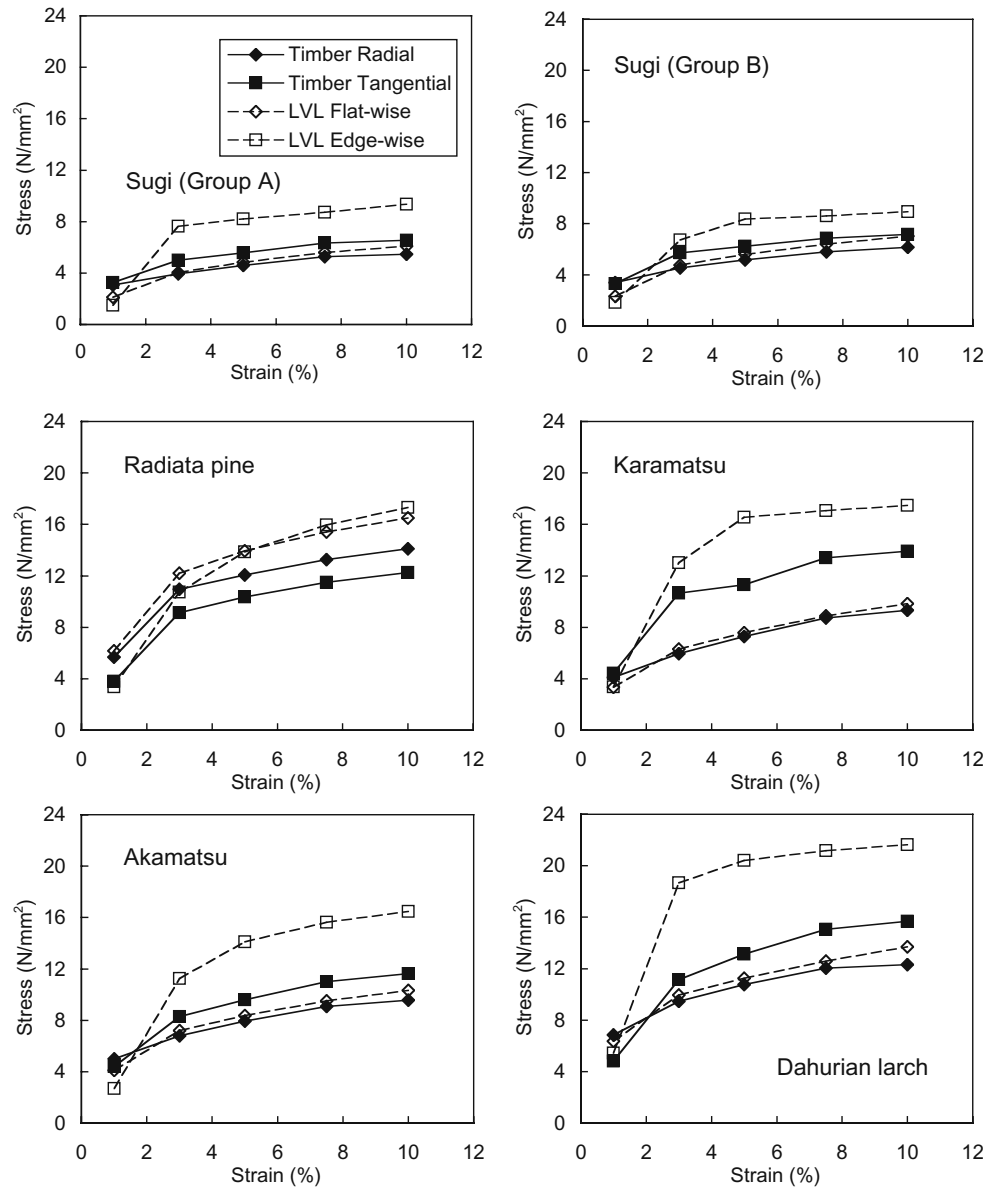 24
20
16
12
8
4
0
Stress (N/mm²)
Timber Radial
Timber Tangential
LVL Flat-wise
LVL Edge-wise
Sugi (Group A)
0 2 4 6 8 10 12
Strain (%)
24
20
16
12
8
4
0
Stress (N/mm²)
Sugi (Group B)
0 2 4 6 8 10 12
Strain (%)
24
20
16
12
8
4
0
Stress (N/mm²)
Radiata pine
0 2 4 6 8 10 12
Strain (%)
24
20
16
12
8
4
0
Stress (N/mm²)
Karamatsu
0 2 4 6 8 10 12
Strain (%)
24
20
16
12
8
4
0
Stress (N/mm²)
Akamatsu
0 2 4 6 8 10 12
Strain (%)
24
20
16
12
8
4
0
Stress (N/mm²)
Dahurian larch
0 2 4 6 8 10 12
Strain (%)